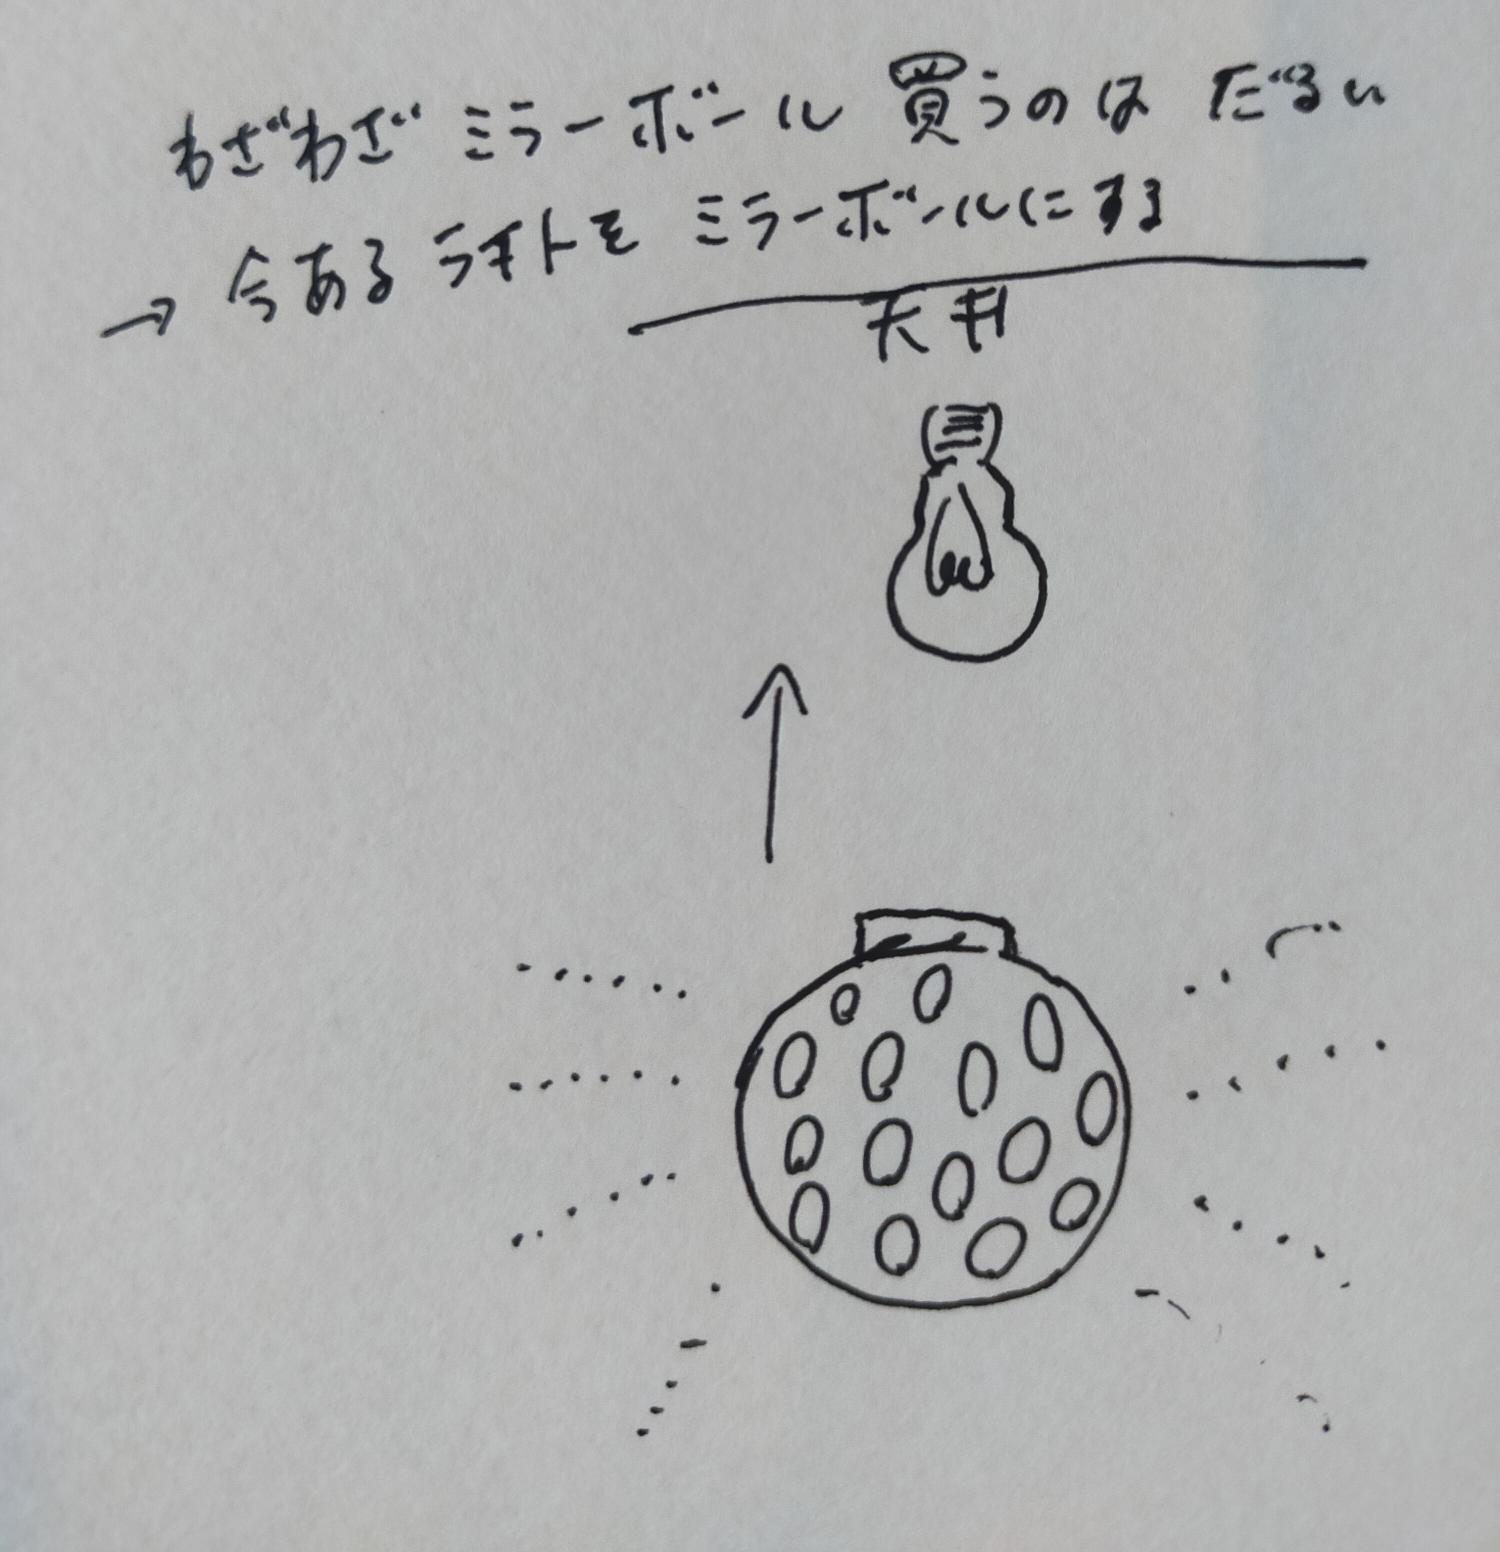 わざわざ ミラーボール 買うのは だるい
→ 今ある ライトを ミラーボールにする
天井